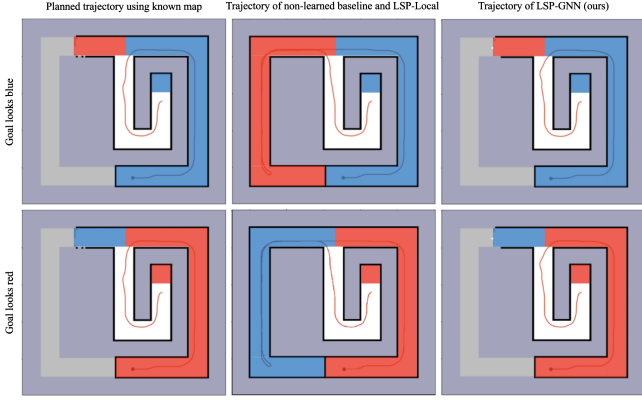 Planned trajectory using known map
Trajectory of non-learned baseline and LSP-Local
Trajectory of LSP-GNN (ours)
Goal looks blue
Goal looks red